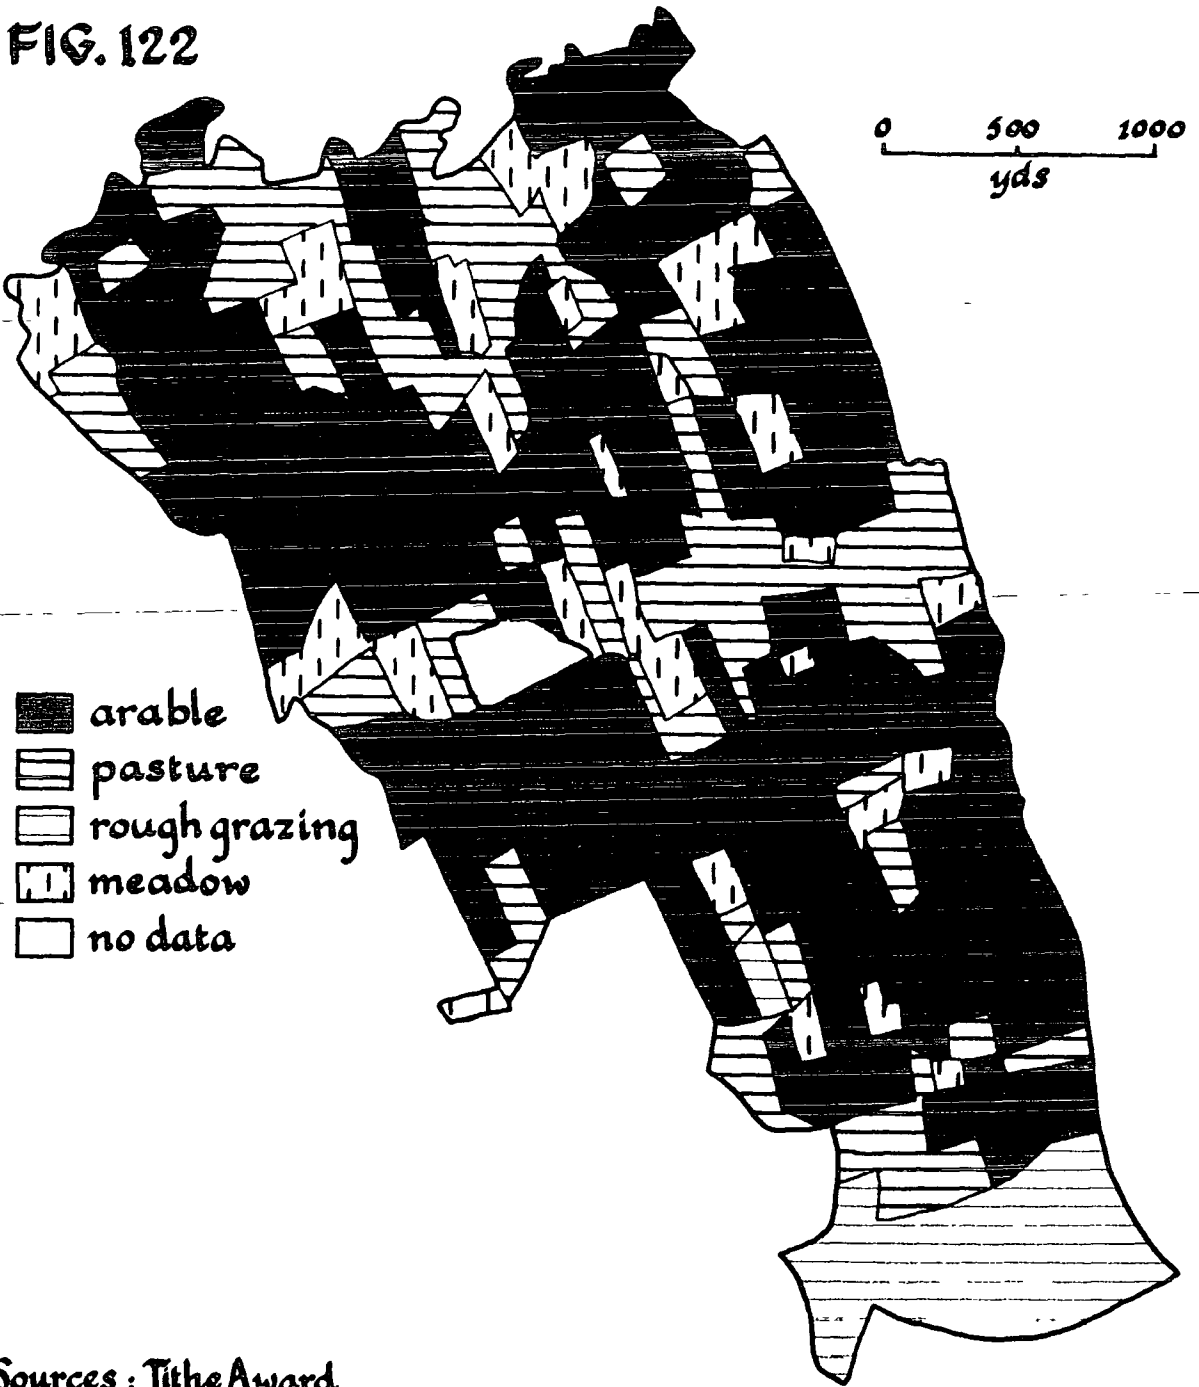 FIG. 122
0 500 1000
yds
arable
pasture
rough grazing
meadow
no data
Sources : Tithe Award